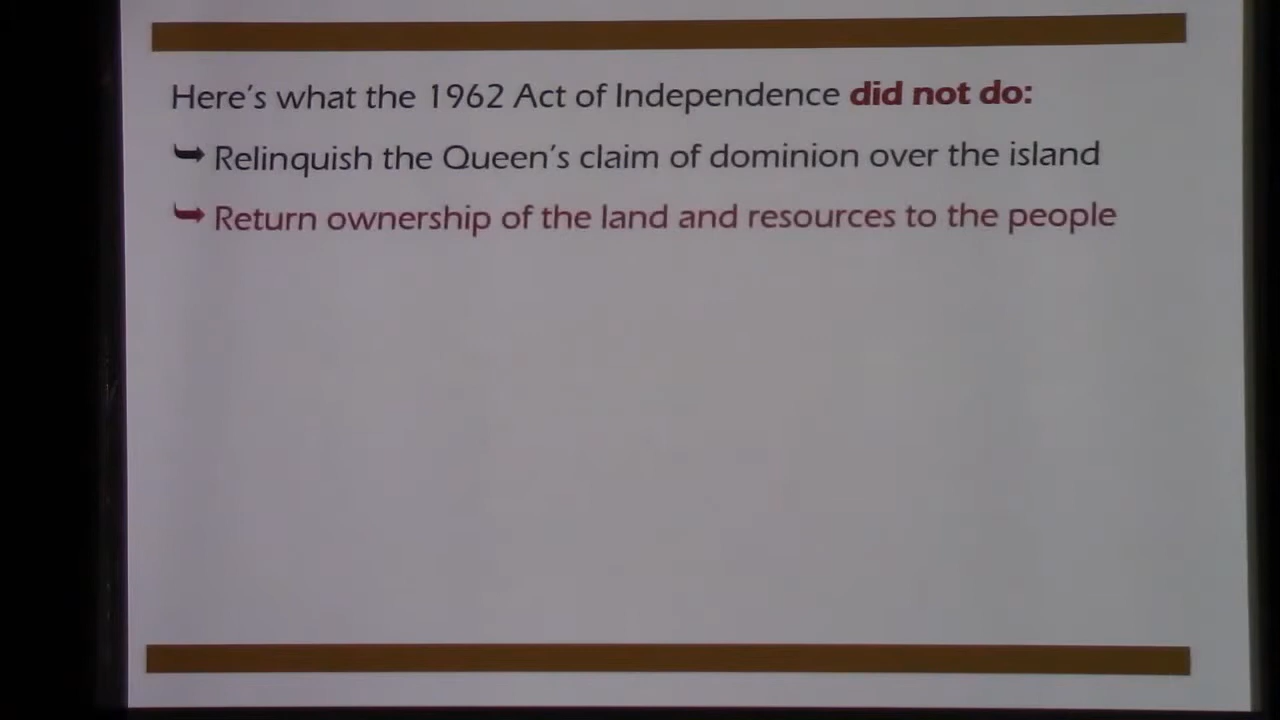 Here's what the 1962 Act of Independence did not do:
➥ Relinquish the Queen's claim of dominion over the island
➥ Return ownership of the land and resources to the people